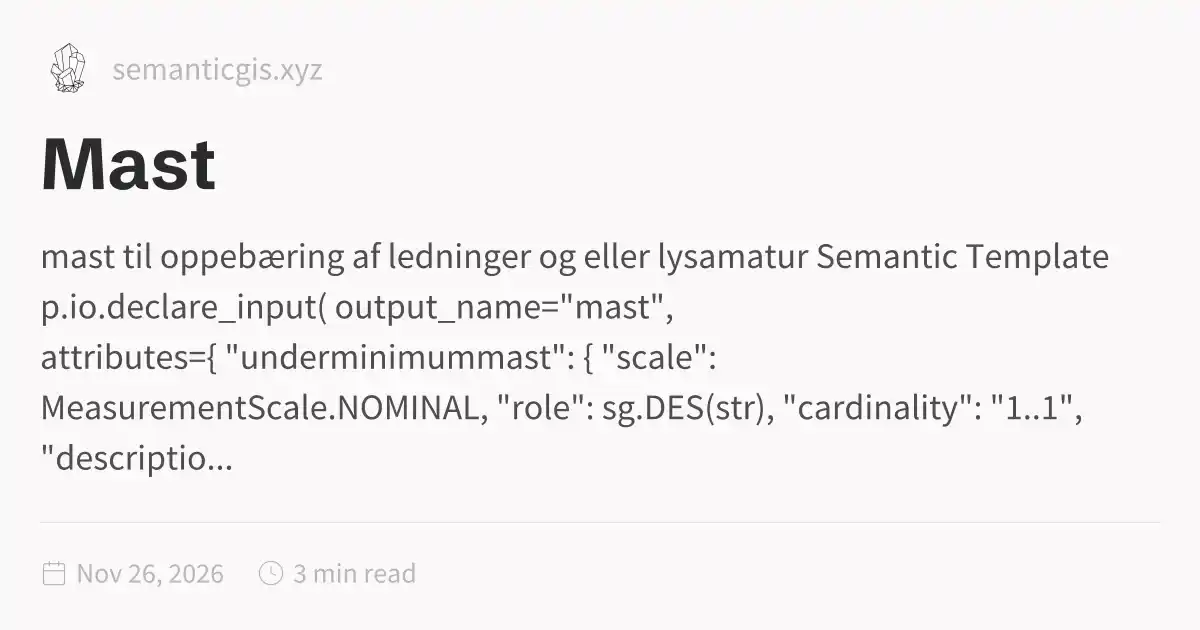 semanticgis.xyz
Mast
mast til oppebæring af ledninger og eller lysamatur Semantic Template
p.io.declare_input( output_name="mast",
attributes={ "underminimummast": { "scale":
MeasurementScale.NOMINAL, "role": sg.DES(str), "cardinality": "1..1",
"descriptio...
Nov 26, 2026
3 min read